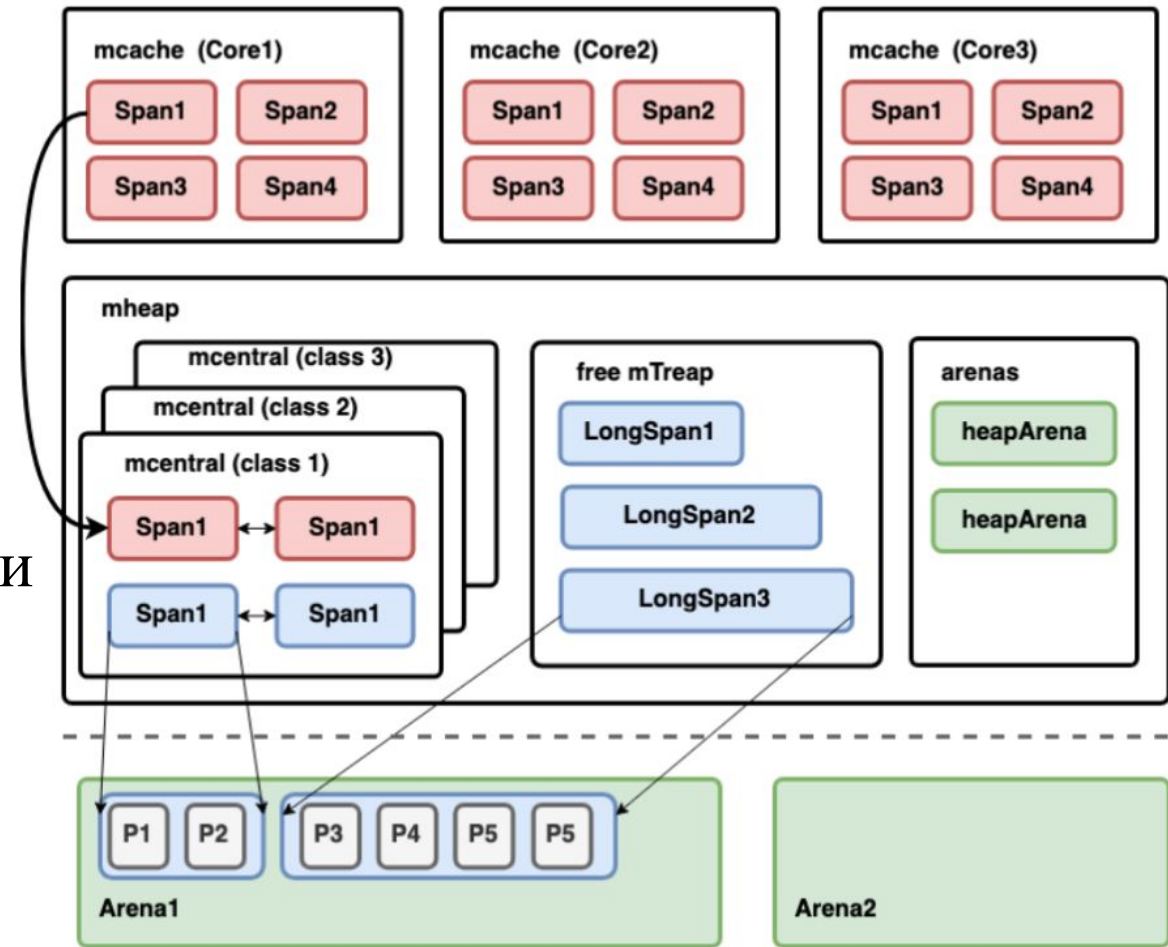 mcache (Core1)
Span1 Span2
Span3 Span4
mcache (Core2)
Span1 Span2
Span3 Span4
mcache (Core3)
Span1 Span2
Span3 Span4
mheap
mcentral (class 3)
mcentral (class 2)
mcentral (class 1)
Span1 Span1
Span1 Span1
free mTreap
LongSpan1
LongSpan2
LongSpan3
arenas
heapArena
heapArena
и
P1 P2 P3 P4 P5 P5
Arena1
Arena2